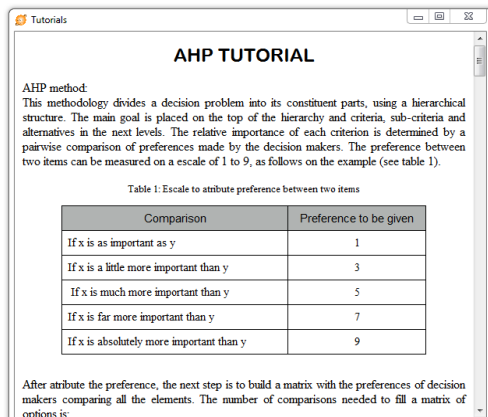 Tutorials
AHP TUTORIAL
AHP method:
This methodology divides a decision problem into its constituent parts, using a hierarchical
structure. The main goal is placed on the top of the hierarchy and criteria, sub-criteria and
alternatives in the next levels. The relative importance of each criterion is determined by a
pairwise comparison of preferences made by the decision makers. The preference between
two items can be measured on a escale of 1 to 9, as follows on the example (see table 1).
Table 1: Escale to atribute preference between two items
Comparison Preference to be given
If x is as important as y 1
If x is a little more important than y 3
If x is much more important than y 5
If x is far more important than y 7
If x is absolutely more important than y 9
After atribute the preference, the next step is to build a matrix with the preferences of decision
makers comparing all the elements. The number of comparisons needed to fill a matrix of
options is: